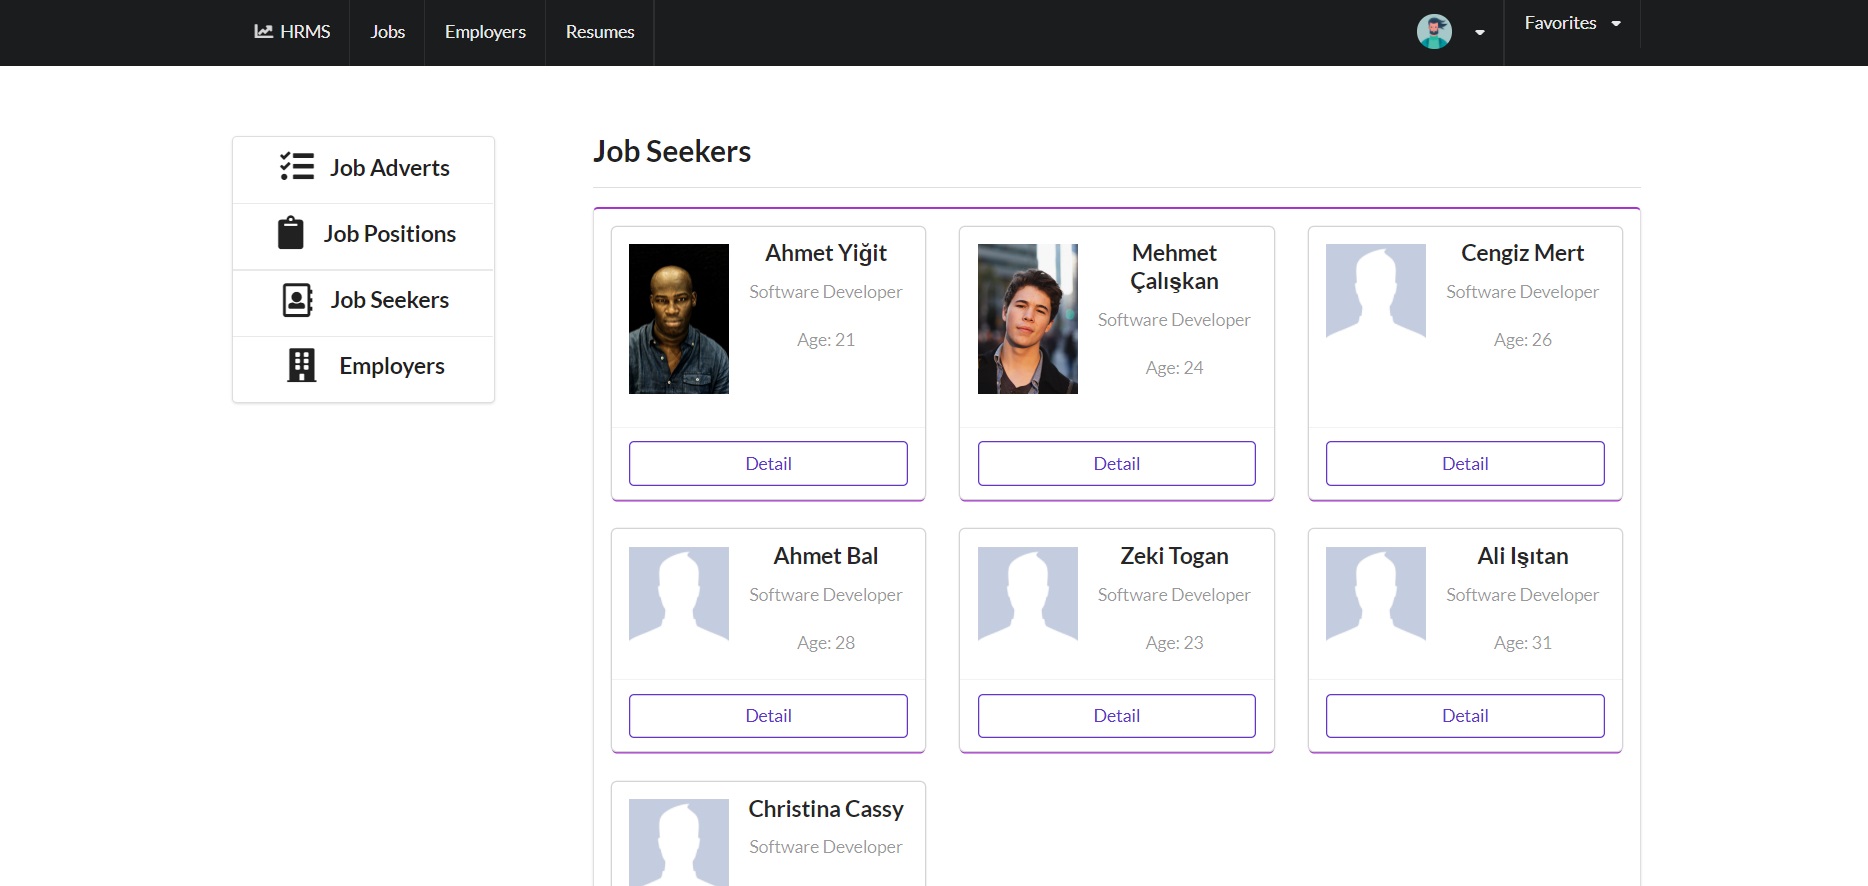 HRMS
Jobs
Employers
Resumes
Favorites
Job Adverts
Job Positions
Job Seekers
Employers
Job Seekers
Ahmet Yiğit
Software Developer
Age: 21
Detail
Mehmet
Çalışkan
Software Developer
Age: 24
Detail
Cengiz Mert
Software Developer
Age: 26
Detail
Ahmet Bal
Software Developer
Age: 28
Detail
Zeki Togan
Software Developer
Age: 23
Detail
Ali Işıtan
Software Developer
Age: 31
Detail
Christina Cassy
Software Developer